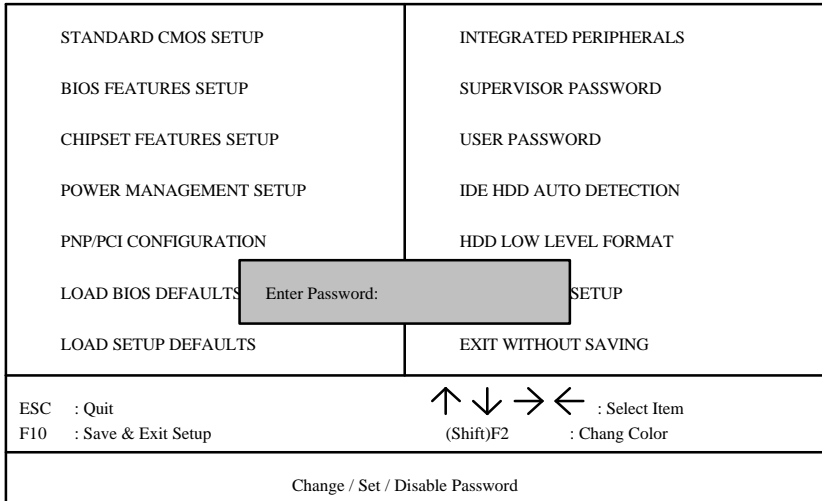 STANDARD CMOS SETUP
BIOS FEATURES SETUP
CHIPSET FEATURES SETUP
POWER MANAGEMENT SETUP
PNP/PCI CONFIGURATION
LOAD BIOS DEFAULTS
LOAD SETUP DEFAULTS
INTEGRATED PERIPHERALS
SUPERVISOR PASSWORD
USER PASSWORD
IDE HDD AUTO DETECTION
HDD LOW LEVEL FORMAT
SETUP
EXIT WITHOUT SAVING
Enter Password:
ESC : Quit
↑ ↓ → ← : Select Item
F10 : Save & Exit Setup
(Shift)F2 : Chang Color
Change / Set / Disable Password